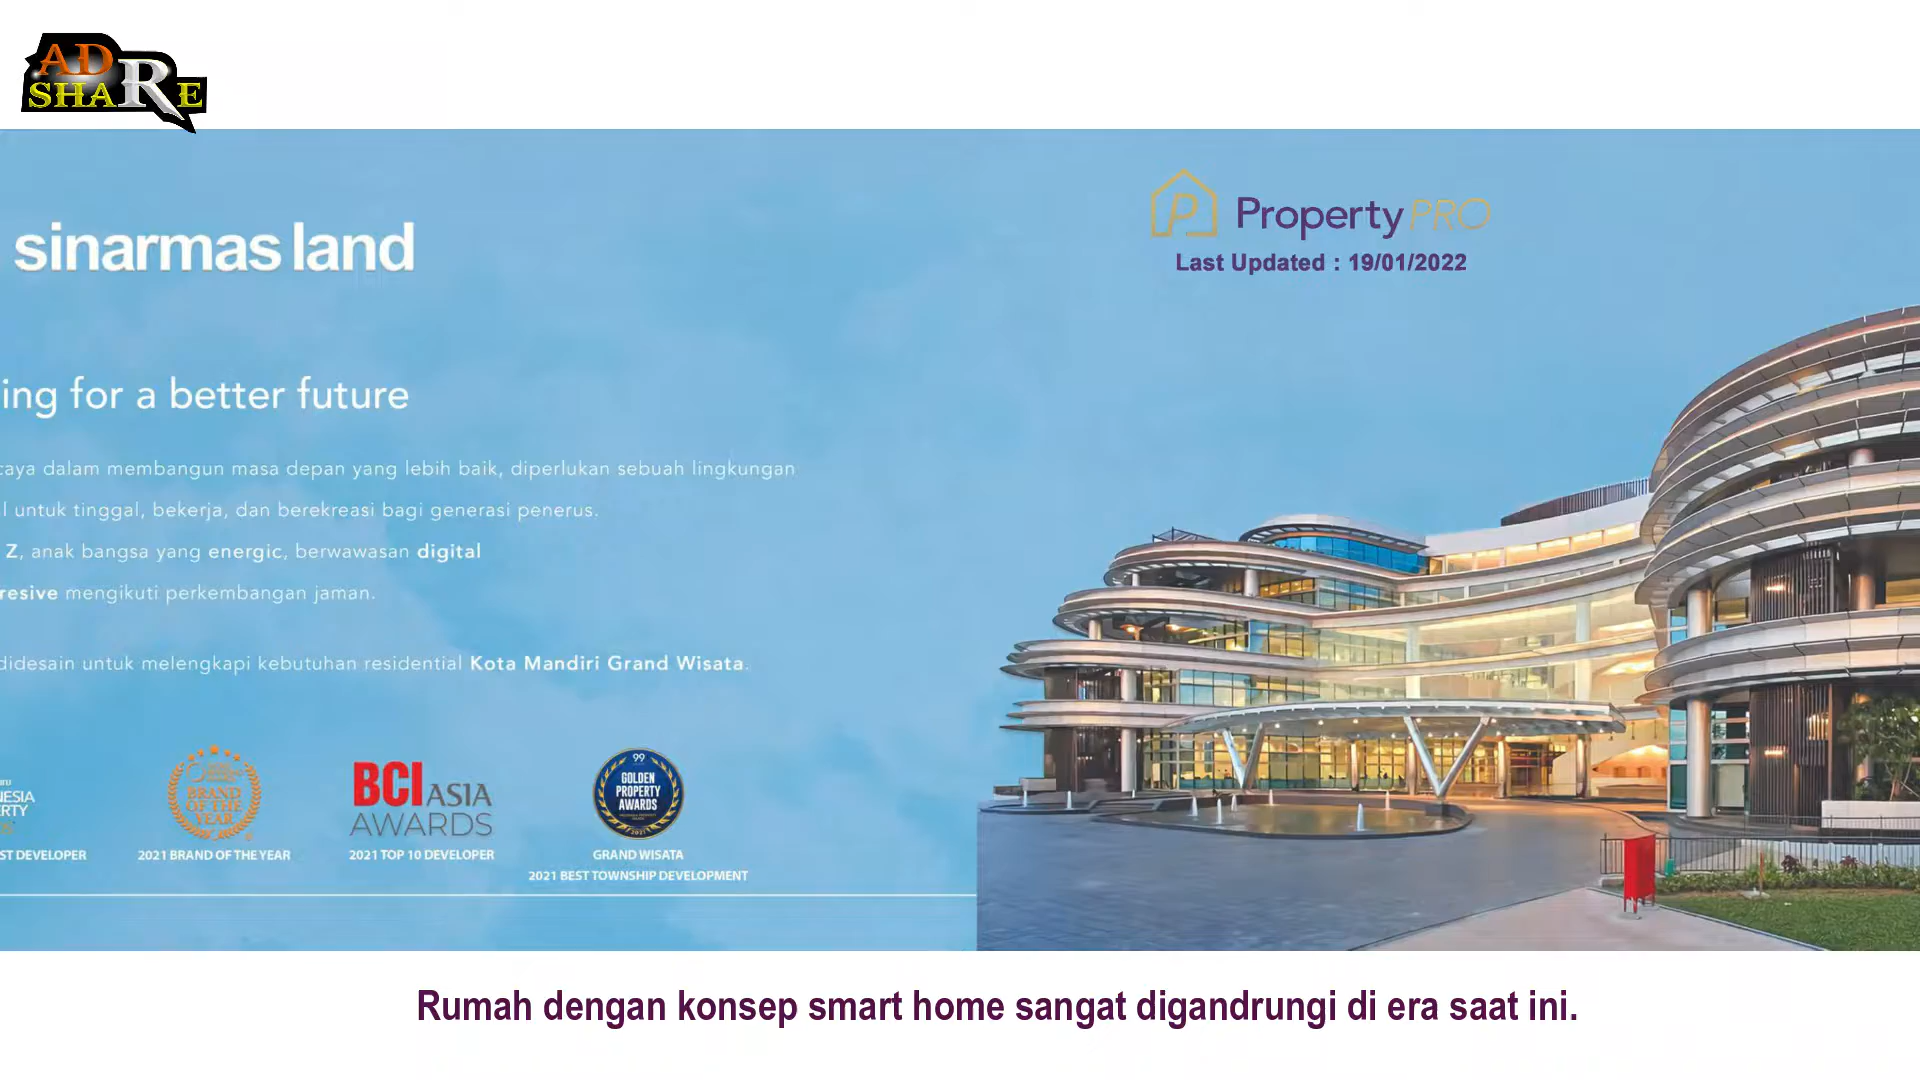 AD
SHARE
sinarmas land
Property PRO
Last Updated : 19/01/2022
ing for a better future
dalam membangun masa depan yang lebih baik, diperlukan sebuah lingkungan
untuk tinggal, bekerja, dan berekreasi bagi generasi penerus.
Z, anak bangsa yang energic, berwawasan digital
resive mengikuti perkembangan jaman.
didesain untuk melengkapi kebutuhan residential Kota Mandiri Grand Wisata.
BRAND
OF THE
YEAR
BCI ASIA
AWARDS
99
GOLDEN
PROPERTY
AWARDS
2021
ST DEVELOPER
2021 BRAND OF THE YEAR
2021 TOP 10 DEVELOPER
GRAND WISATA
2021 BEST TOWNSHIP DEVELOPMENT
Rumah dengan konsep smart home sangat digandrungi di era saat ini.